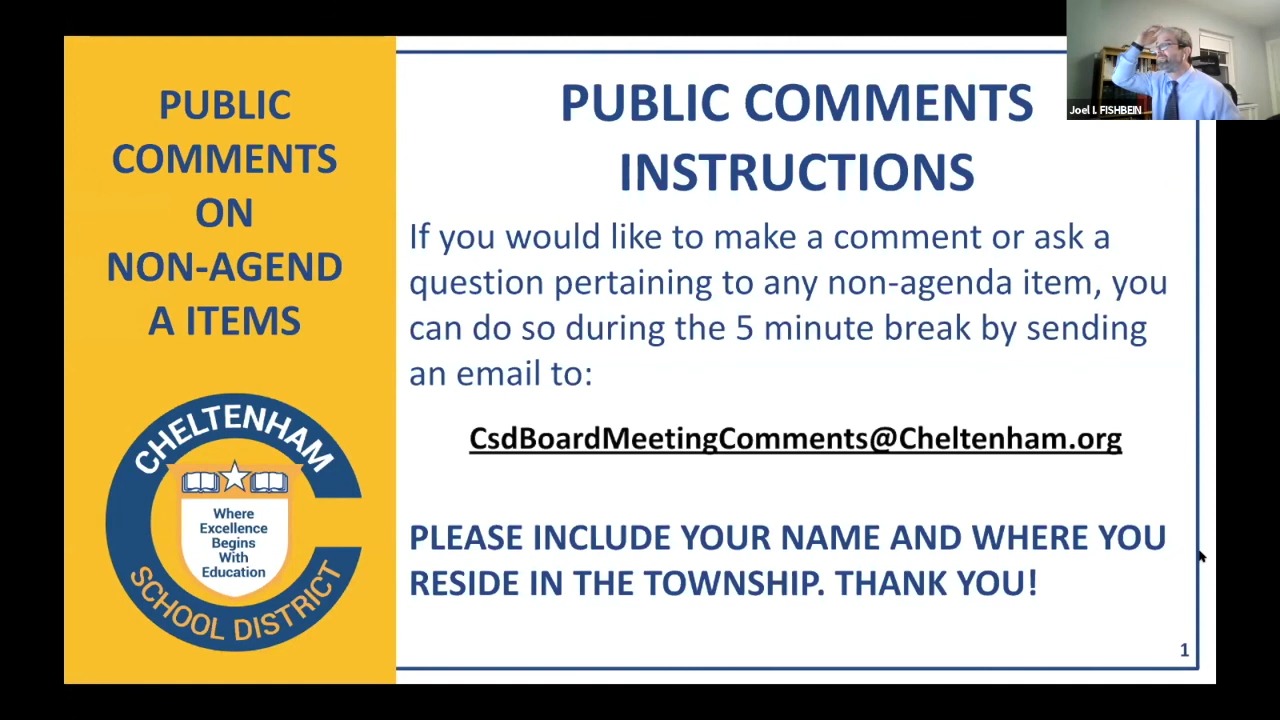 PUBLIC
COMMENTS
ON
NON-AGEND
A ITEMS
CHELTENHAM
Where
Excellence
Begins
With
Education
SCHOOL DISTRICT
PUBLIC COMMENTS
INSTRUCTIONS
If you would like to make a comment or ask a
question pertaining to any non-agenda item, you
can do so during the 5 minute break by sending
an email to:
CsdBoardMeetingComments@Cheltenham.org
PLEASE INCLUDE YOUR NAME AND WHERE YOU
RESIDE IN THE TOWNSHIP. THANK YOU!
1
Joel I. FISHBEIN